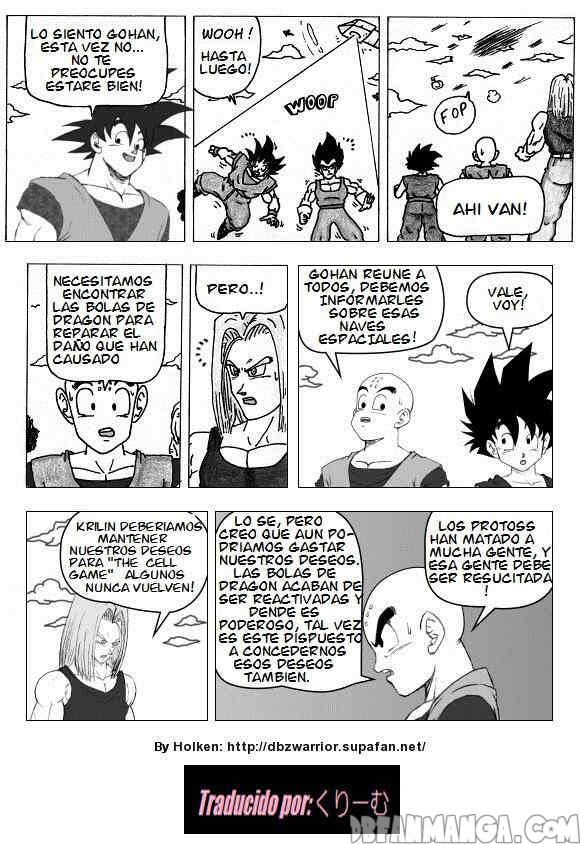 LO SIENTO GOHAN,
ESTA VEZ NO...
NO TE
PREOCUPES
ESTARE BIEN!
WOOH !
HASTA
LUEGO!
WOOP
FOP
AHI VAN!
NECESITAMOS
ENCONTRAR
LAS BOLAS DE
DRAGON PARA
REPARAR EL
DAÑO QUE HAN
CAUSADO
PERO..!
GOHAN REUNE A
TODOS, DEBEMOS
INFORMARLES
SOBRE ESAS
NAVES
ESPACIALES!
VALE,
VOY!
KRILIN DEBERIAMOS
MANTENER
NUESTROS DESEOS
PARA "THE CELL
GAME" ALGUNOS
NUNCA VUELVEN!
LO SE, PERO
CREO QUE AUN PO-
DRIAMOS GASTAR
NUESTROS DESEOS.
LAS BOLAS DE
DRAGON ACABAN DE
SER REACTIVADAS Y
DENDE ES
PODEROSO, TAL VEZ
ES ESTE DISPUESTO
A CONCEDERNOS
ESOS DESEOS
TAMBIEN.
LOS PROTOSS
HAN MATADO A
MUCHA GENTE, Y
ESA GENTE DEBE
SER RESUCITADA
!
By Holken: http://dbzwarrior.supafan.net/
Traducido por:くりーむ
DBFANMANGA.COM